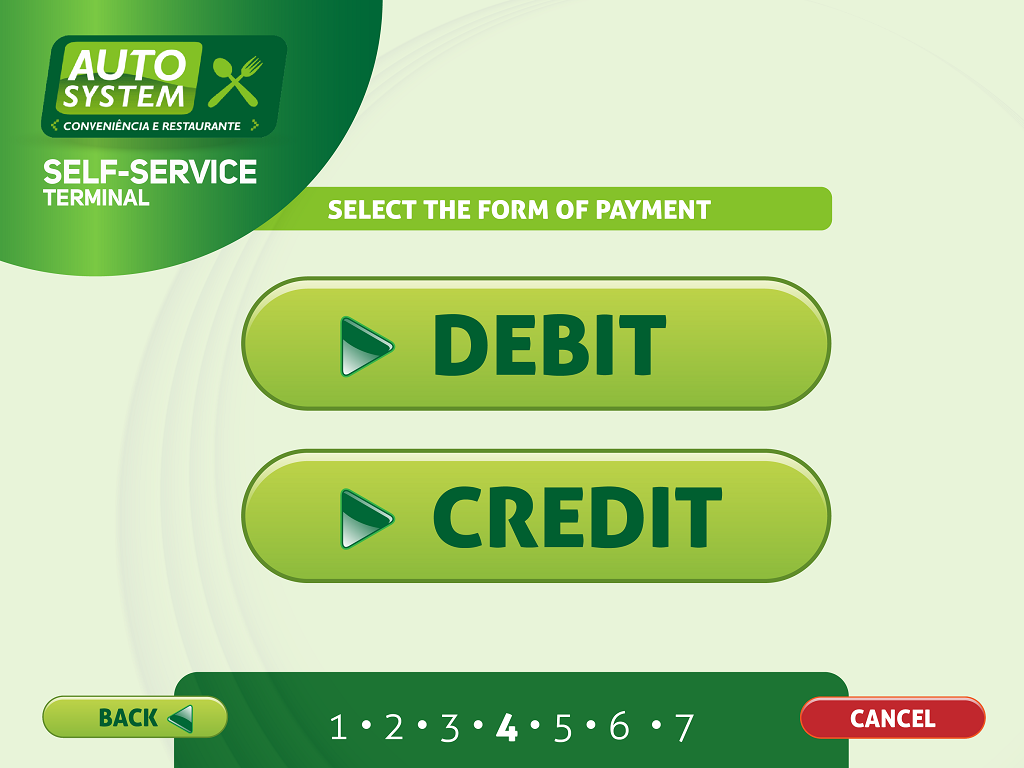 AUTO
SYSTEM
CONVENIÊNCIA E RESTAURANTE
SELF-SERVICE
TERMINAL
SELECT THE FORM OF PAYMENT
DEBIT
CREDIT
BACK
1 • 2 • 3 • 4 • 5 • 6 • 7
CANCEL